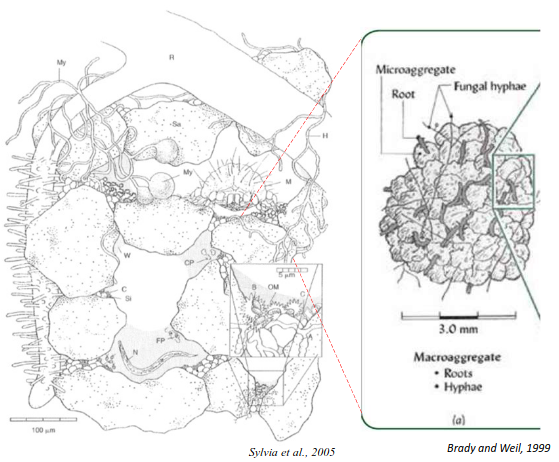 My
R
Sa
H
My
M
W
CP
C
Si
FP
N
5 μm
B
OM
C
A
100 μm
Sylvia et al., 2005
Microaggregate
Root
Fungal hyphae
3.0 mm
Macroaggregate
• Roots
• Hyphae
(a)
Brady and Weil, 1999